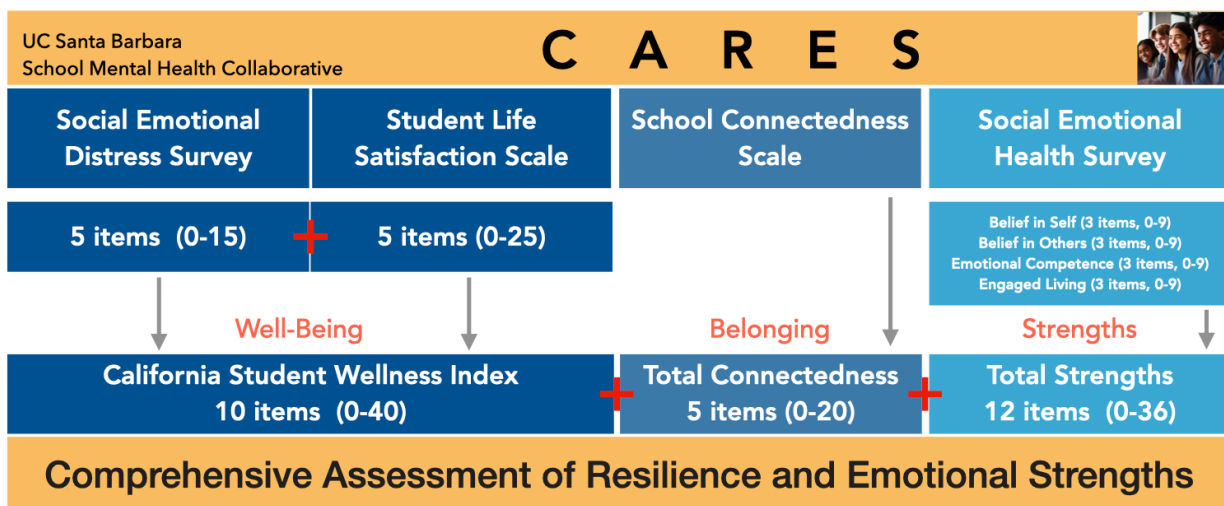 UC Santa Barbara
School Mental Health Collaborative
C A R E S
Social Emotional
Distress Survey
Student Life
Satisfaction Scale
School Connectedness
Scale
Social Emotional
Health Survey
5 items (0-15)
+
5 items (0-25)
Belief in Self (3 items, 0-9)
Belief in Others (3 items, 0-9)
Emotional Competence (3 items, 0-9)
Engaged Living (3 items, 0-9)
Well-Being
Belonging
Strengths
California Student Wellness Index
10 items (0-40)
+
Total Connectedness
5 items (0-20)
+
Total Strengths
12 items (0-36)
Comprehensive Assessment of Resilience and Emotional Strengths